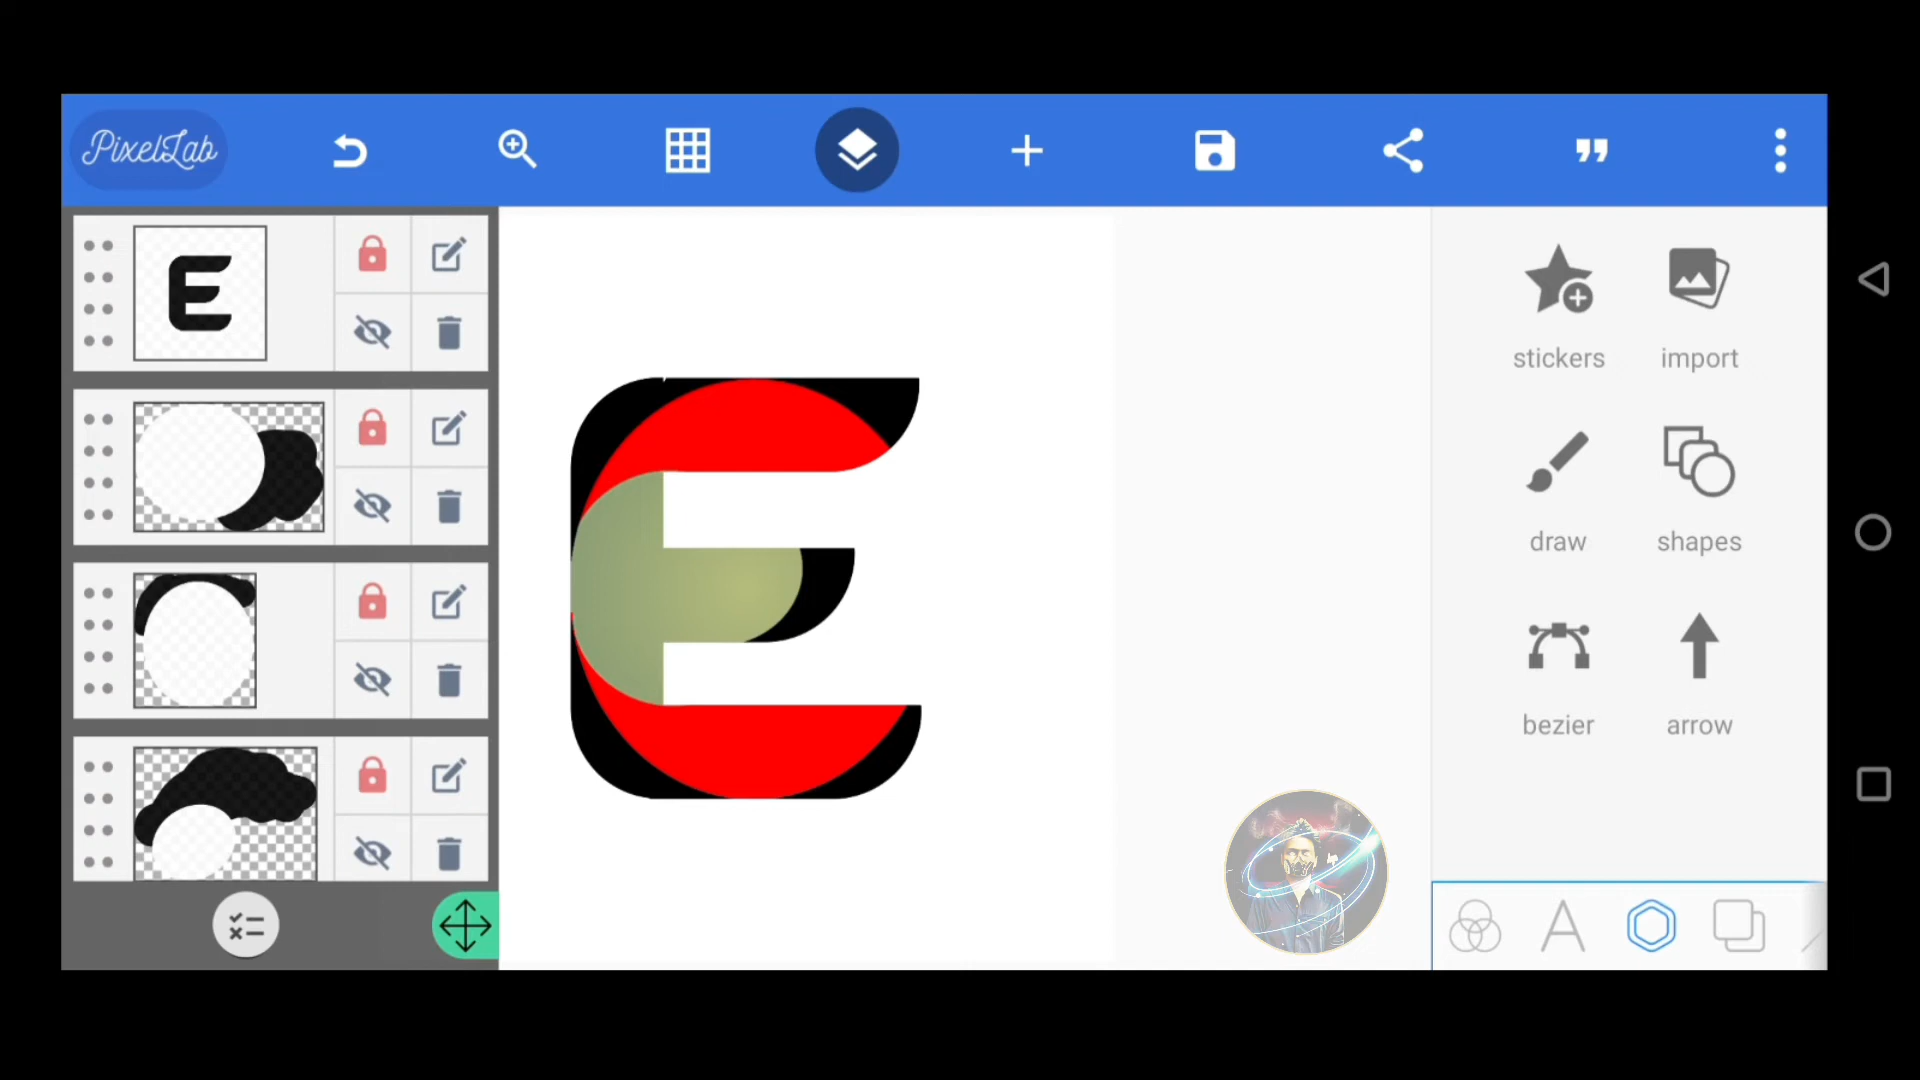 PixelLab
stickers
import
draw
shapes
bezier
arrow
E
E
A